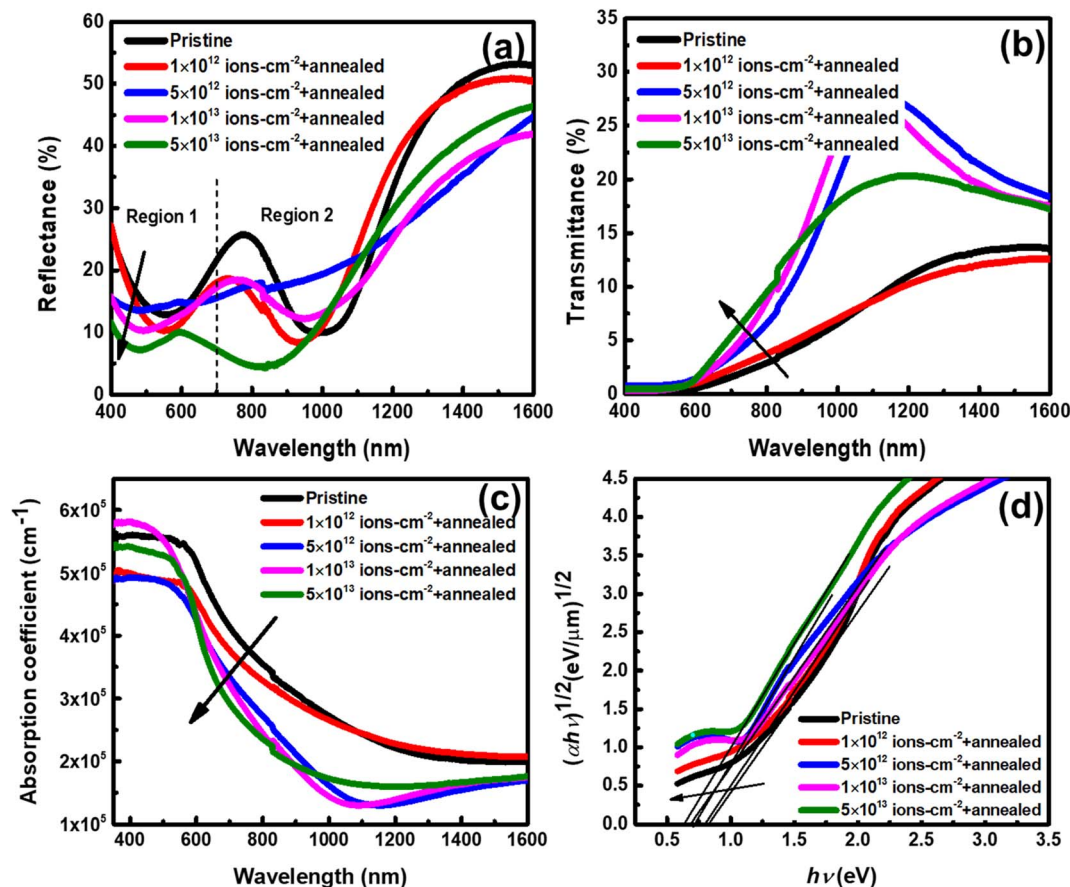 (a)
Pristine
1×10¹² ions-cm⁻²+annealed
5×10¹² ions-cm⁻²+annealed
1×10¹³ ions-cm⁻²+annealed
5×10¹³ ions-cm⁻²+annealed
Region 1
Region 2
Reflectance (%)
60
50
40
30
20
10
0
400 600 800 1000 1200 1400 1600
Wavelength (nm)
(b)
Pristine
1×10¹² ions-cm⁻²+annealed
5×10¹² ions-cm⁻²+annealed
1×10¹³ ions-cm⁻²+annealed
5×10¹³ ions-cm⁻²+annealed
Transmittance (%)
35
30
25
20
15
10
5
0
400 600 800 1000 1200 1400 1600
Wavelength (nm)
(c)
Pristine
1×10¹² ions-cm⁻²+annealed
5×10¹² ions-cm⁻²+annealed
1×10¹³ ions-cm⁻²+annealed
5×10¹³ ions-cm⁻²+annealed
Absorption coefficient (cm⁻¹)
6×10⁵
5×10⁵
4×10⁵
3×10⁵
2×10⁵
1×10⁵
400 600 800 1000 1200 1400 1600
Wavelength (nm)
(d)
(αhν)¹/²(eV/μm)¹/²
4.5
4.0
3.5
3.0
2.5
2.0
1.5
1.0
0.5
0.0
Pristine
1×10¹² ions-cm⁻²+annealed
5×10¹² ions-cm⁻²+annealed
1×10¹³ ions-cm⁻²+annealed
5×10¹³ ions-cm⁻²+annealed
0.5 1.0 1.5 2.0 2.5 3.0 3.5
hν (eV)